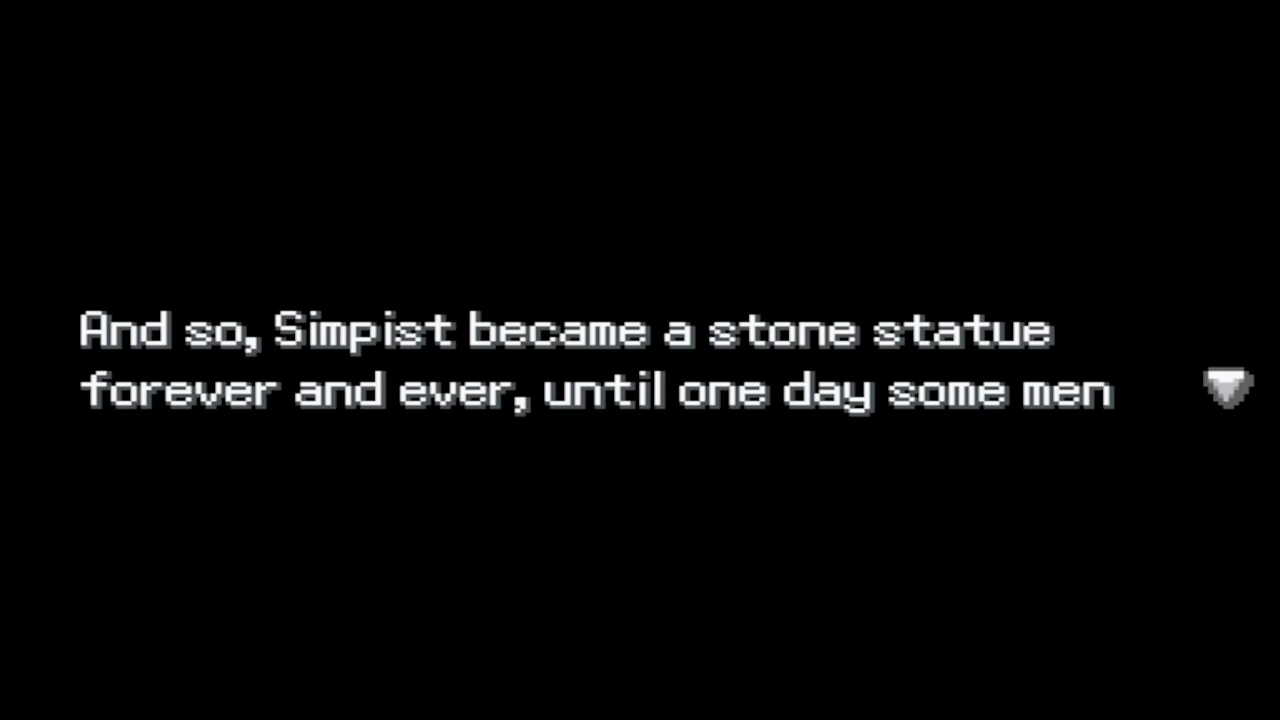 And so, Simpist became a stone statue
forever and ever, until one day some men